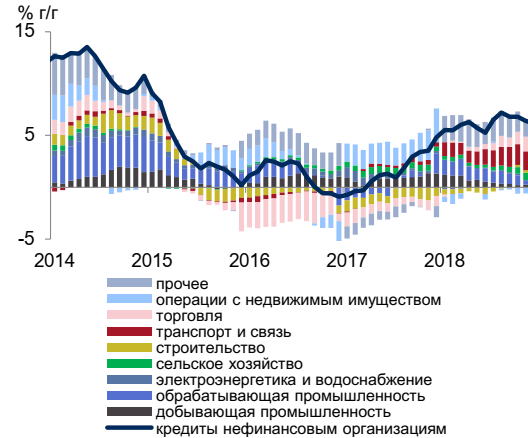 % г/г
15
5
-5
2014 2015 2016 2017 2018
прочее
операции с недвижимым имуществом
торговля
транспорт и связь
строительство
сельское хозяйство
электроэнергетика и водоснабжение
обрабатывающая промышленность
добывающая промышленность
кредиты нефинансовым организациям